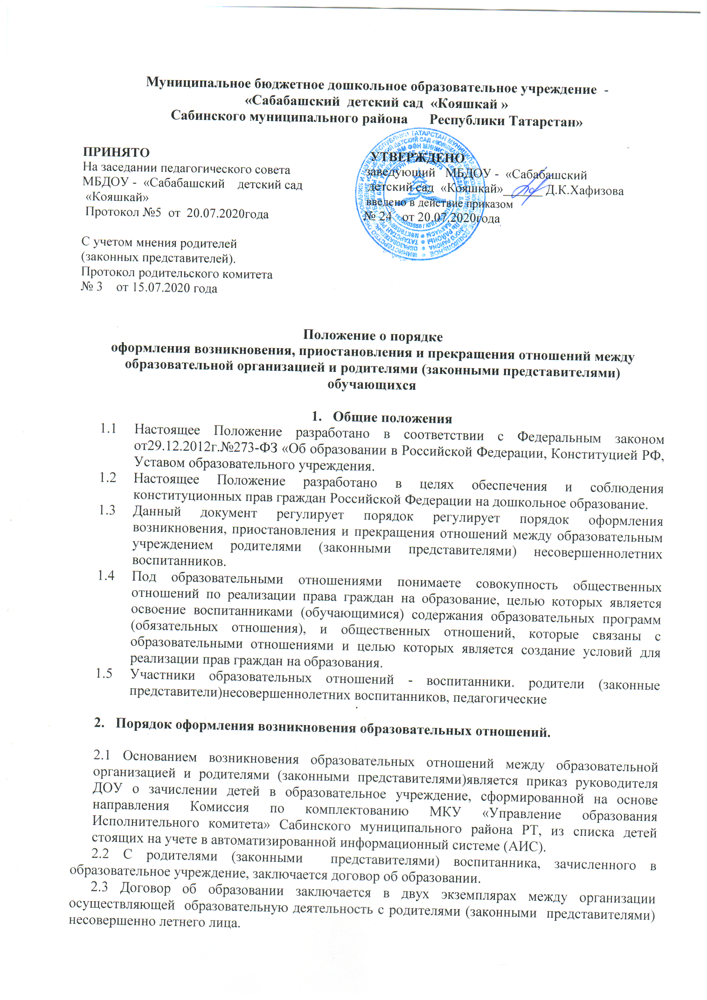 Муниципальное бюджетное дошкольное образовательное учреждение -
«Сабабашский детский сад «Кояшкай »
Сабинского муниципального района Республики Татарстан»
ПРИНЯТО
На заседании педагогического совета
МБДОУ - «Сабабашский детский сад
«Кояшкай»
Протокол №5 от 20.07.2020года
С учетом мнения родителей
(законных представителей).
Протокол родительского комитета
№ 3 от 15.07.2020 года
УТВЕРЖДЕНО
заведующий МБДОУ - «Сабабашский
детский сад «Кояшкай»______ Д.К.Хафизова
введено в действие приказом
№ 24 от 20.07.2020года
Положение о порядке
оформления возникновения, приостановления и прекращения отношений между
образовательной организацией и родителями (законными представителями)
обучающихся
1. Общие положения
1.1 Настоящее Положение разработано в соответствии с Федеральным законом
от29.12.2012г.№273-ФЗ «Об образовании в Российской Федерации, Конституцией РФ,
Уставом образовательного учреждения.
1.2 Настоящее Положение разработано в целях обеспечения и соблюдения
конституционных прав граждан Российской Федерации на дошкольное образование.
1.3 Данный документ регулирует порядок регулирует порядок оформления
возникновения, приостановления и прекращения отношений между образовательным
учреждением родителями (законными представителями) несовершеннолетних
воспитанников.
1.4 Под образовательными отношениями понимаете совокупность общественных
отношений по реализации права граждан на образование, целью которых является
освоение воспитанниками (обучающимися) содержания образовательных программ
(обязательных отношения), и общественных отношений, которые связаны с
образовательными отношениями и целью которых является создание условий для
реализации прав граждан на образования.
1.5 Участники образовательных отношений - воспитанники. родители (законные
представители)несовершеннолетних воспитанников, педагогические
2. Порядок оформления возникновения образовательных отношений.
2.1 Основанием возникновения образовательных отношений между образовательной
организацией и родителями (законными представителями)является приказ руководителя
ДОУ о зачислении детей в образовательное учреждение, сформированной на основе
направления Комиссия по комплектованию МКУ «Управление образования
Исполнительного комитета» Сабинского муниципального района РТ, из списка детей
стоящих на учете в автоматизированной информационный системе (АИС).
2.2 С родителями (законными представителями) воспитанника, зачисленного в
образовательное учреждение, заключается договор об образовании.
2.3 Договор об образовании заключается в двух экземплярах между организации
осуществляющей образовательную деятельность с родителями (законными представителями)
несовершенно летнего лица.